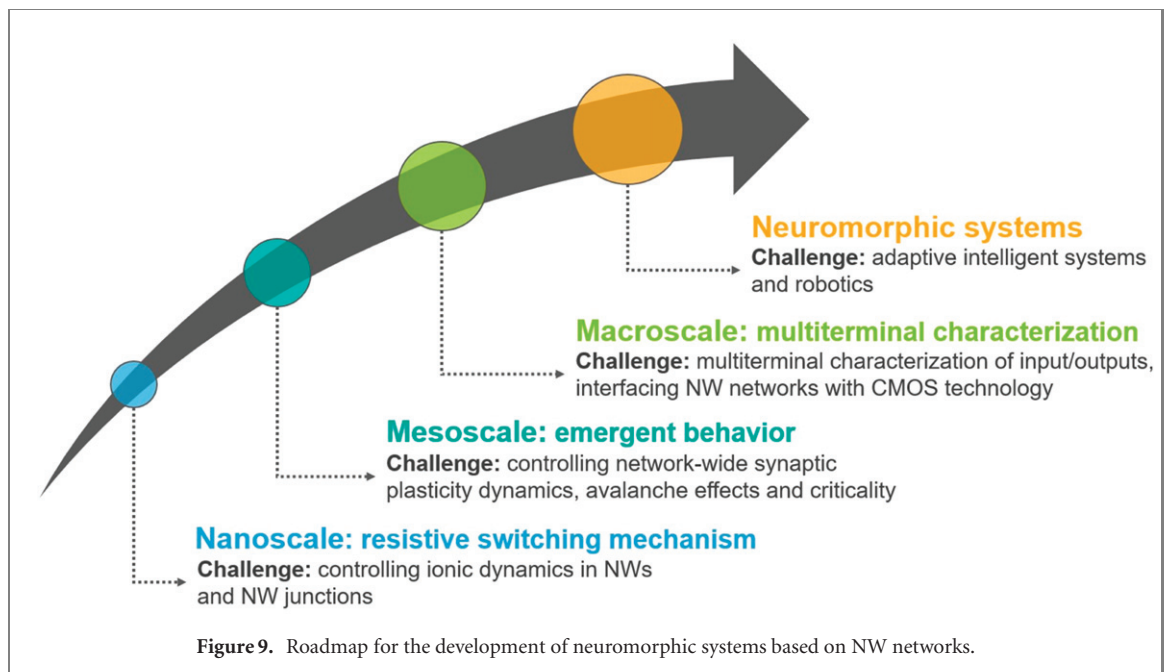 Neuromorphic systems
Challenge: adaptive intelligent systems
and robotics
Macroscale: multiterminal characterization
Challenge: multiterminal characterization of input/outputs,
interfacing NW networks with CMOS technology
Mesoscale: emergent behavior
Challenge: controlling network-wide synaptic
plasticity dynamics, avalanche effects and criticality
Nanoscale: resistive switching mechanism
Challenge: controlling ionic dynamics in NWs
and NW junctions
Figure 9. Roadmap for the development of neuromorphic systems based on NW networks.